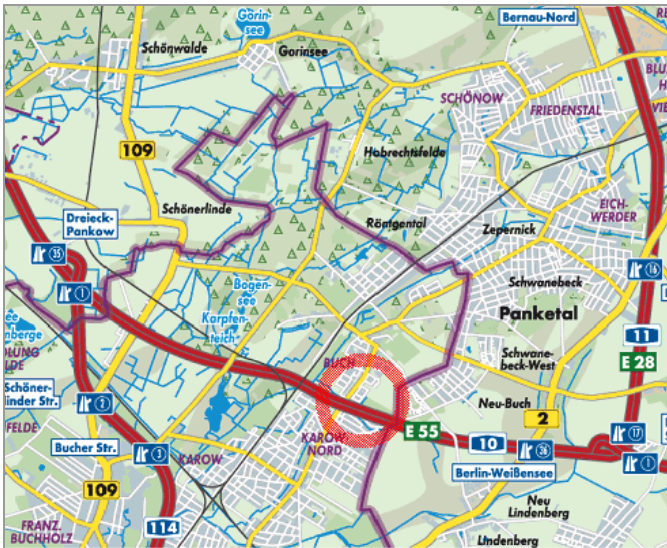 Gorin-
see
Schönwalde
Gorinsee
Bernau-Nord
SCHÖNOW
FRIEDENSTAL
109
Hobrechtsfelde
Schönerlinde
Röntgental
EICH-
WERDER
Dreieck-
Pankow
Zepernick
35
1
16
Bogen-
see
Schwanebeck
Karpfen-
teich
Panketal
11
E 28
BUCH
Schwane-
beck-West
Schöner-
linder Str.
2
Neu-Buch
2
E 55
KAROW
NORD
10
36
17
1
Bucher Str.
3
KAROW
Berlin-Weißensee
109
114
Neu
Lindenberg
FRANZ.
BUCHHOLZ
Lindenberg